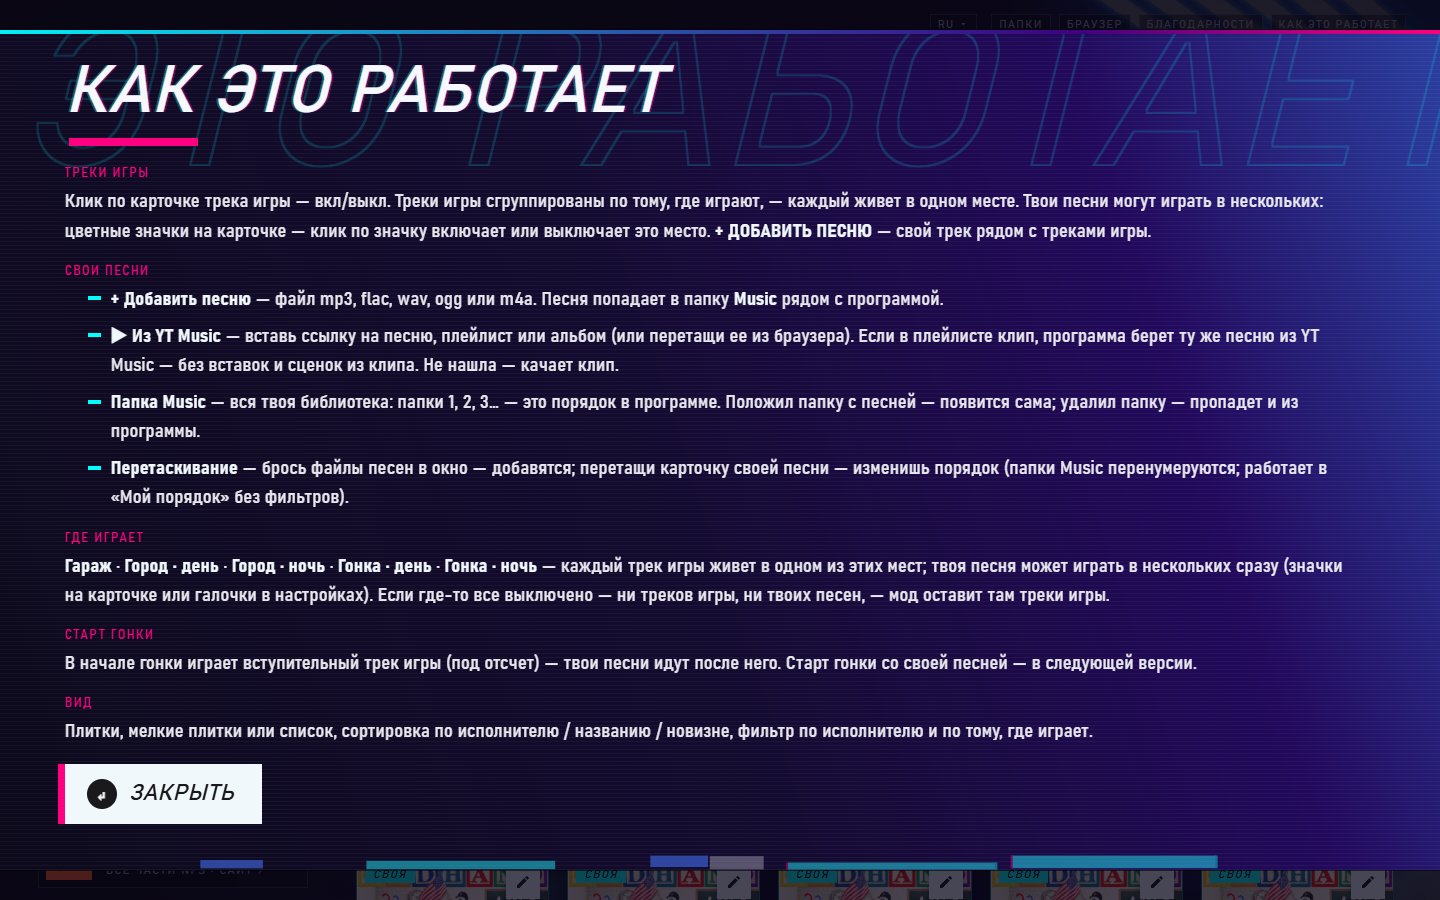 RU
ПАПКИ
БРАУЗЕР
БЛАГОДАРНОСТИ
КАК ЭТО РАБОТАЕТ
ЭТО РАБОТАЕТ
КАК ЭТО РАБОТАЕТ
ТРЕКИ ИГРЫ
Клик по карточке трека игры — вкл/выкл. Треки игры сгруппированы по тому, где играют, — каждый живет в одном месте. Твои песни могут играть в нескольких:
цветные значки на карточке — клик по значку включает или выключает это место. + ДОБАВИТЬ ПЕСНЮ — свой трек рядом с треками игры.
СВОИ ПЕСНИ
+ Добавить песню — файл mp3, flac, wav, ogg или m4a. Песня попадает в папку Music рядом с программой.
▶ Из YT Music — вставь ссылку на песню, плейлист или альбом (или перетащи ее из браузера). Если в плейлисте клип, программа берет ту же песню из YT
Music — без вставок и сценок из клипа. Не нашла — качает клип.
Папка Music — вся твоя библиотека: папки 1, 2, 3… — это порядок в программе. Положил папку с песней — появится сама; удалил папку — пропадет и из
программы.
Перетаскивание — брось файлы песен в окно — добавятся; перетащи карточку своей песни — изменишь порядок (папки Music перенумеруются; работает в
«Мой порядок» без фильтров).
ГДЕ ИГРАЕТ
Гараж · Город · день · Город · ночь · Гонка · день · Гонка · ночь — каждый трек игры живет в одном из этих мест; твоя песня может играть в нескольких сразу (значки
на карточке или галочки в настройках). Если где-то все выключено — ни треков игры, ни твоих песен, — мод оставит там треки игры.
СТАРТ ГОНКИ
В начале гонки играет вступительный трек игры (под отсчет) — твои песни идут после него. Старт гонки со своей песней — в следующей версии.
ВИД
Плитки, мелкие плитки или список, сортировка по исполнителю / названию / новизне, фильтр по исполнителю и по тому, где играет.
ЗАКРЫТЬ
СВОЯ
СВОЯ
СВОЯ
СВОЯ
СВОЯ